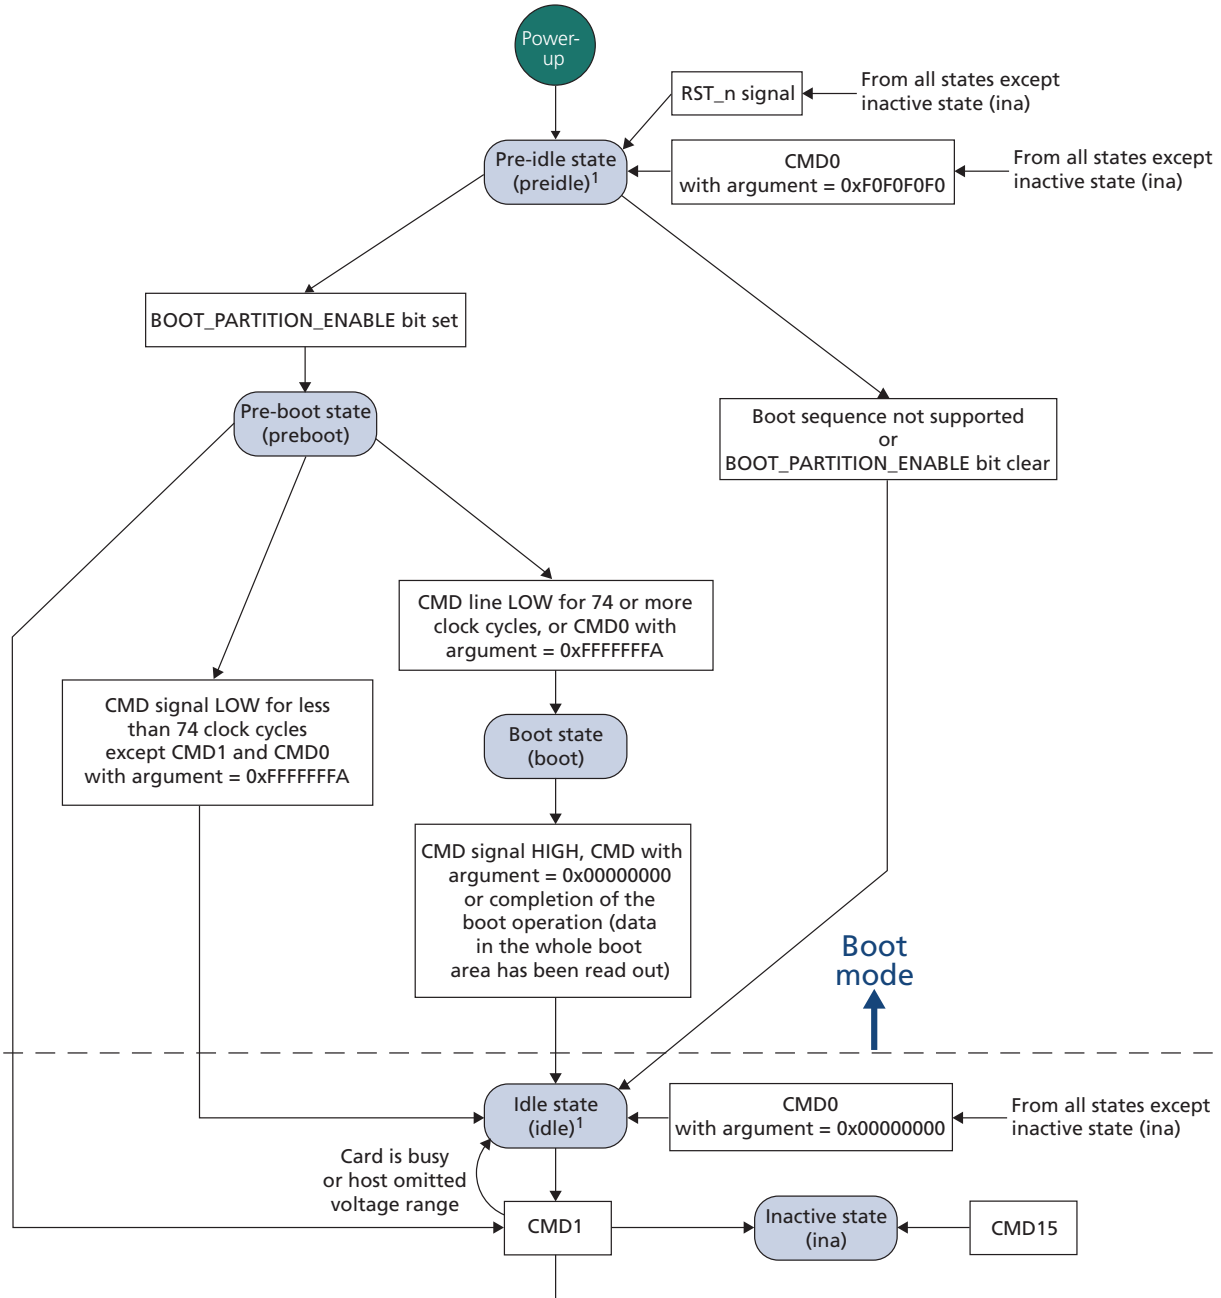 Power-
up
RST_n signal
From all states except
inactive state (ina)
Pre-idle state
(preidle)1
CMD0
with argument = 0xF0F0F0F0
From all states except
inactive state (ina)
BOOT_PARTITION_ENABLE bit set
Pre-boot state
(preboot)
Boot sequence not supported
or
BOOT_PARTITION_ENABLE bit clear
CMD line LOW for 74 or more
clock cycles, or CMD0 with
argument = 0xFFFFFFFA
CMD signal LOW for less
than 74 clock cycles
except CMD1 and CMD0
with argument = 0xFFFFFFFA
Boot state
(boot)
CMD signal HIGH, CMD with
argument = 0x00000000
or completion of the
boot operation (data
in the whole boot
area has been read out)
Boot
mode
Idle state
(idle)1
CMD0
with argument = 0x00000000
From all states except
inactive state (ina)
Card is busy
or host omitted
voltage range
CMD1
Inactive state
(ina)
CMD15